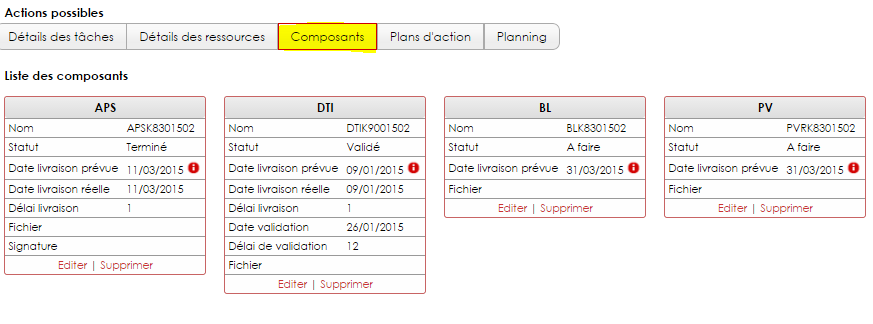 Actions possibles
Détails des tâches Détails des ressources Composants Plans d'action Planning
Liste des composants
APS
Nom APSK8301502
Statut Terminé
Date livraison prévue 11/03/2015
Date livraison réelle 11/03/2015
Délai livraison 1
Fichier
Signature
Editer | Supprimer
DTI
Nom DTIK9001502
Statut Validé
Date livraison prévue 09/01/2015
Date livraison réelle 09/01/2015
Délai livraison 1
Date validation 26/01/2015
Délai de validation 12
Fichier
Editer | Supprimer
BL
Nom BLK8301502
Statut A faire
Date livraison prévue 31/03/2015
Fichier
Editer | Supprimer
PV
Nom PVRK8301502
Statut A faire
Date livraison prévue 31/03/2015
Fichier
Editer | Supprimer